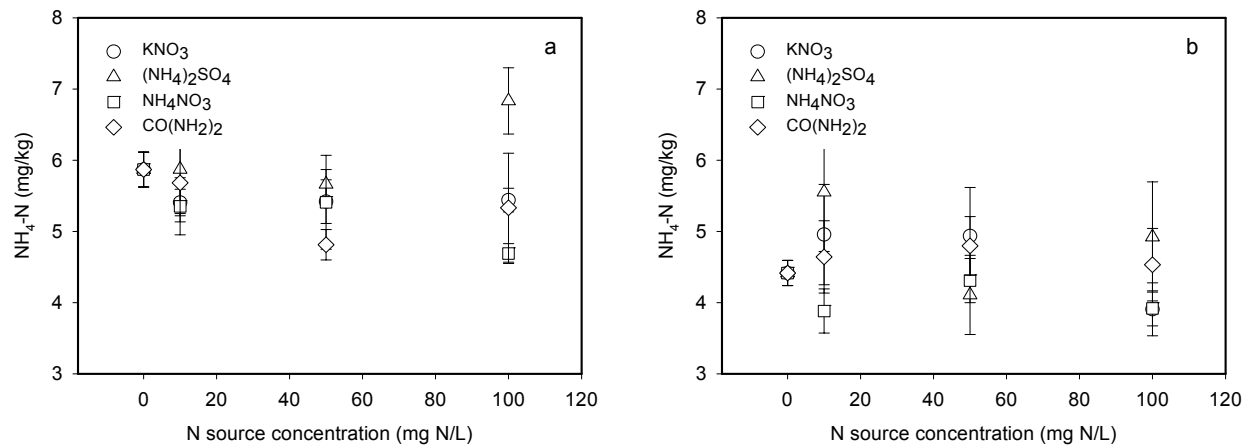 a
KNO3
(NH4)2SO4
NH4NO3
CO(NH2)2
8
7
6
5
4
3
NH4-N (mg/kg)
0 20 40 60 80 100 120
N source concentration (mg N/L)
b
KNO3
(NH4)2SO4
NH4NO3
CO(NH2)2
8
7
6
5
4
3
NH4-N (mg/kg)
0 20 40 60 80 100 120
N source concentration (mg N/L)